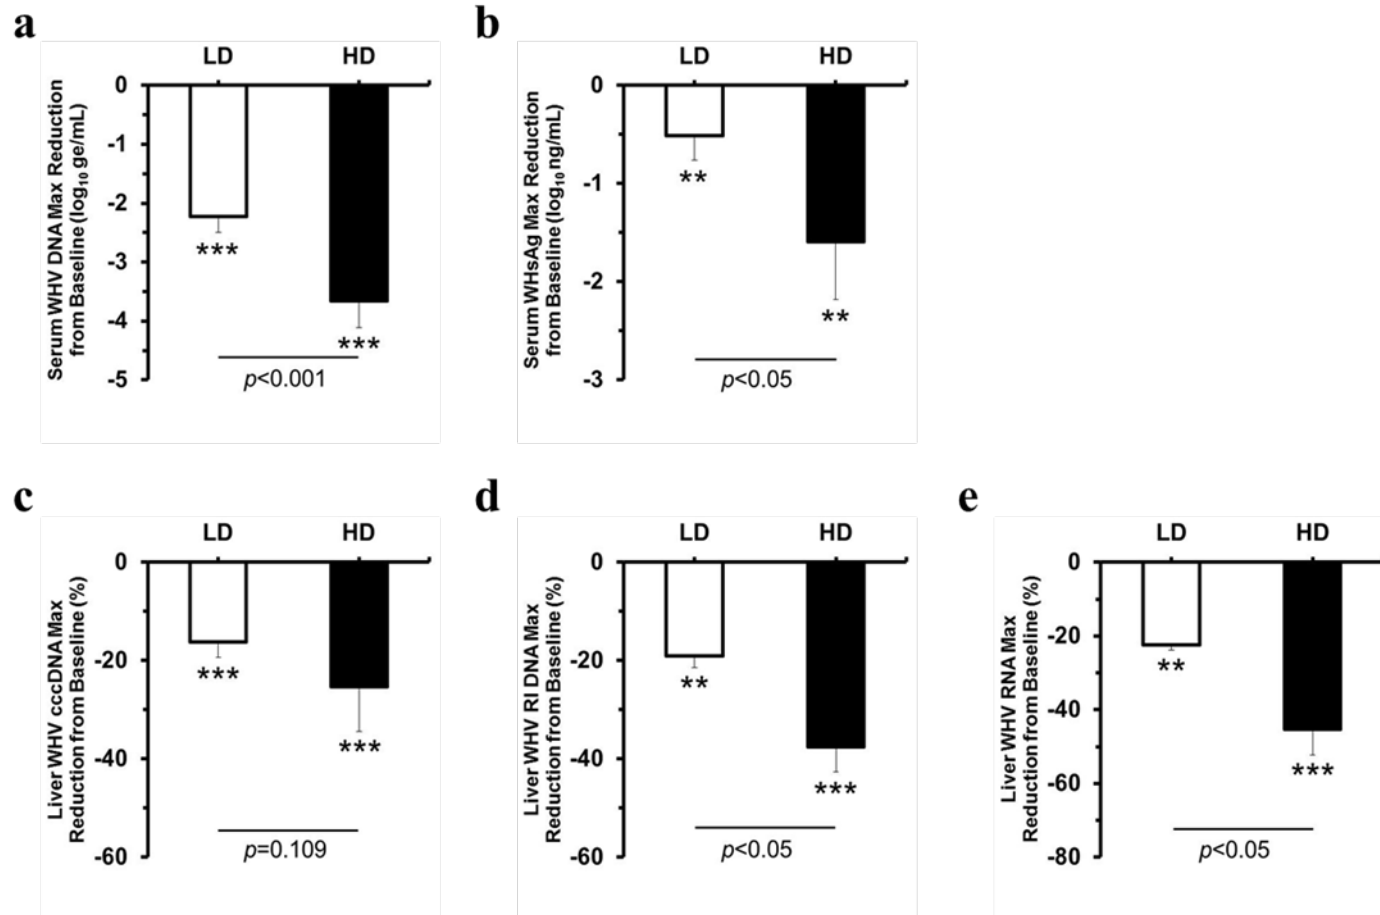 a
LD HD
Serum WHV DNA Max Reduction
from Baseline (log10 ge/mL)
0
-1
-2
-3
-4
-5
***
***
p<0.001
b
LD HD
Serum WHsAg Max Reduction
from Baseline (log10 ng/mL)
0
-1
-2
-3
**
**
p<0.05
c
LD HD
Liver WHV cccDNA Max
Reduction from Baseline (%)
0
-20
-40
-60
***
***
p=0.109
d
LD HD
Liver WHV RI DNA Max
Reduction from Baseline (%)
0
-20
-40
-60
**
***
p<0.05
e
LD HD
Liver WHV RNA Max
Reduction from Baseline (%)
0
-20
-40
-60
-80
**
***
p<0.05